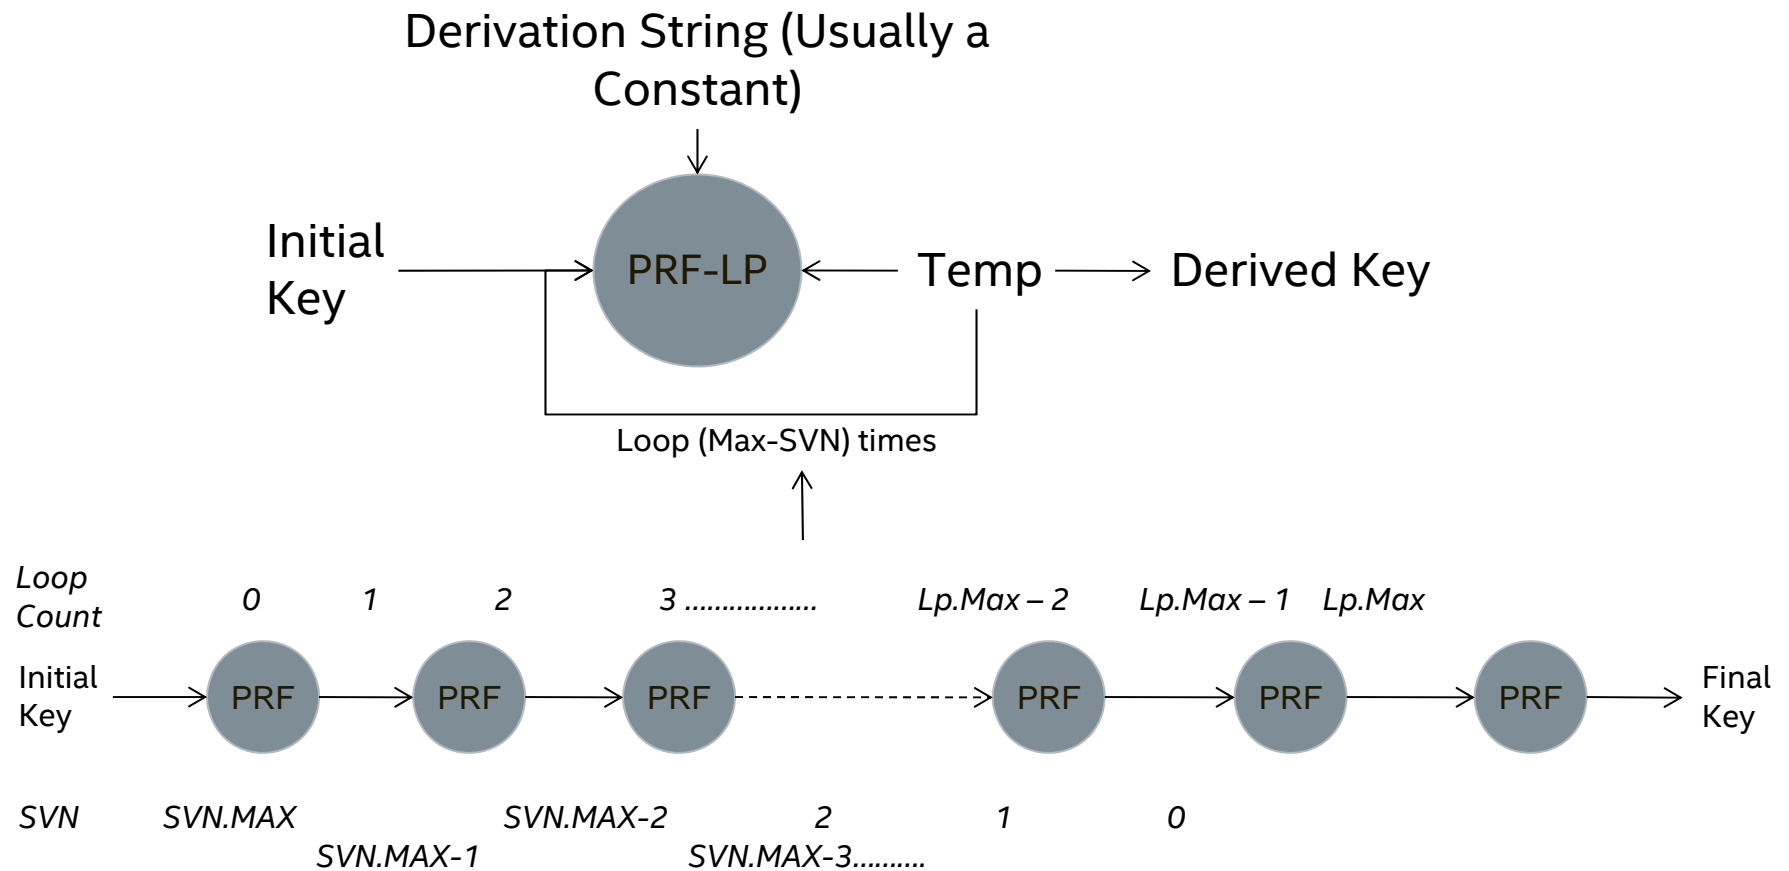 Derivation String (Usually a
Constant)
Initial
Key
PRF-LP
Temp
Derived Key
Loop (Max-SVN) times
Loop
Count
0 1 2 3 .................. Lp.Max – 2 Lp.Max – 1 Lp.Max
Initial
Key
PRF PRF PRF PRF PRF PRF
Final
Key
SVN SVN.MAX SVN.MAX-2 2 1 0
SVN.MAX-1 SVN.MAX-3..........